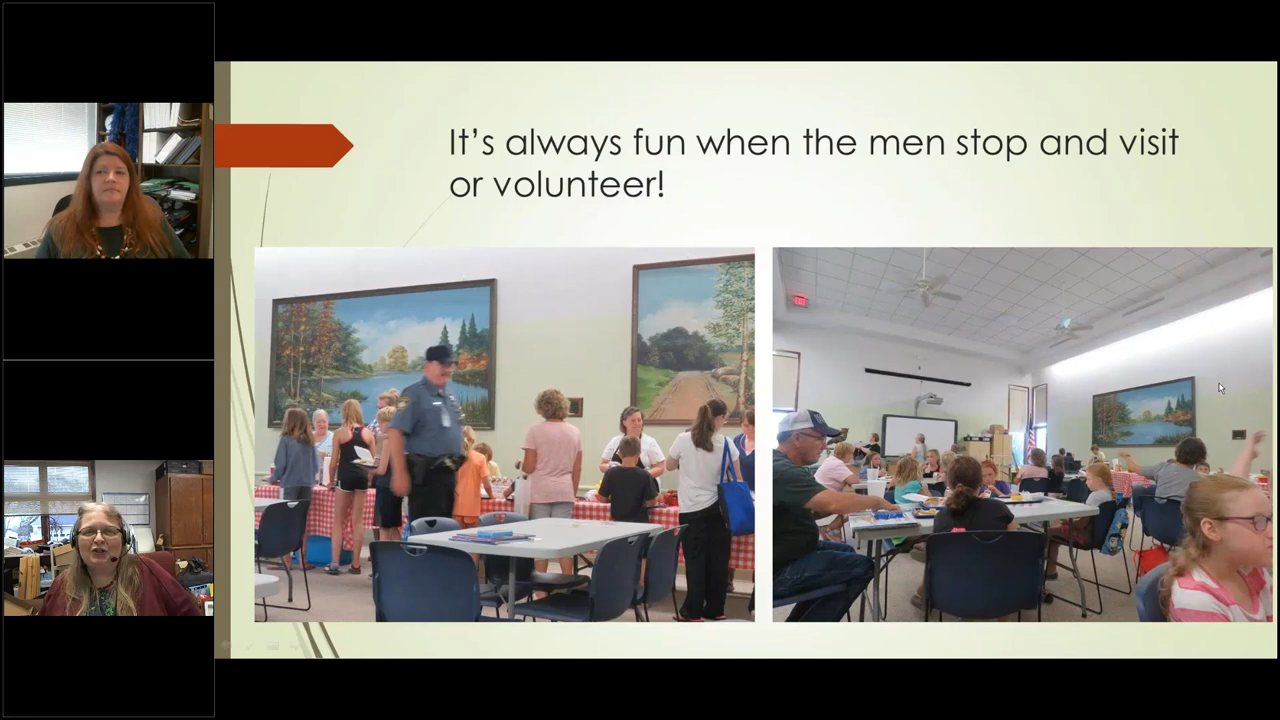 It's always fun when the men stop and visit
or volunteer!